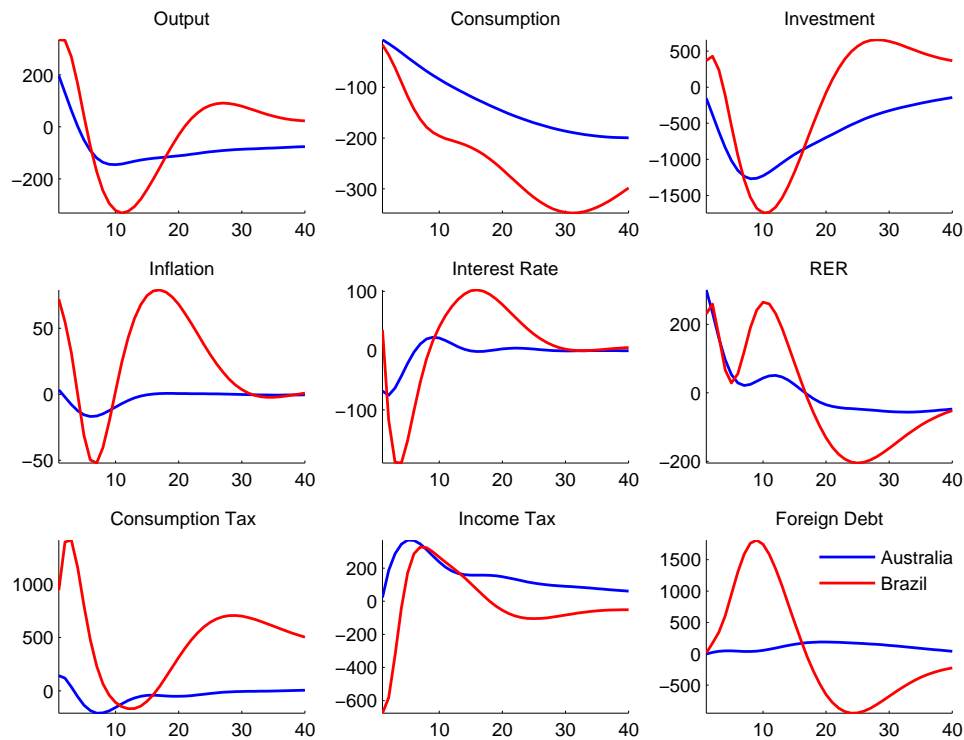 Output
200
0
−200
10 20 30 40
Consumption
−100
−200
−300
10 20 30 40
Investment
500
0
−500
−1000
−1500
10 20 30 40
Inflation
50
0
−50
10 20 30 40
Interest Rate
100
0
−100
10 20 30 40
RER
200
0
−200
10 20 30 40
Consumption Tax
1000
500
0
10 20 30 40
Income Tax
200
0
−200
−400
−600
10 20 30 40
Foreign Debt
1500
1000
500
0
−500
10 20 30 40
Australia
Brazil